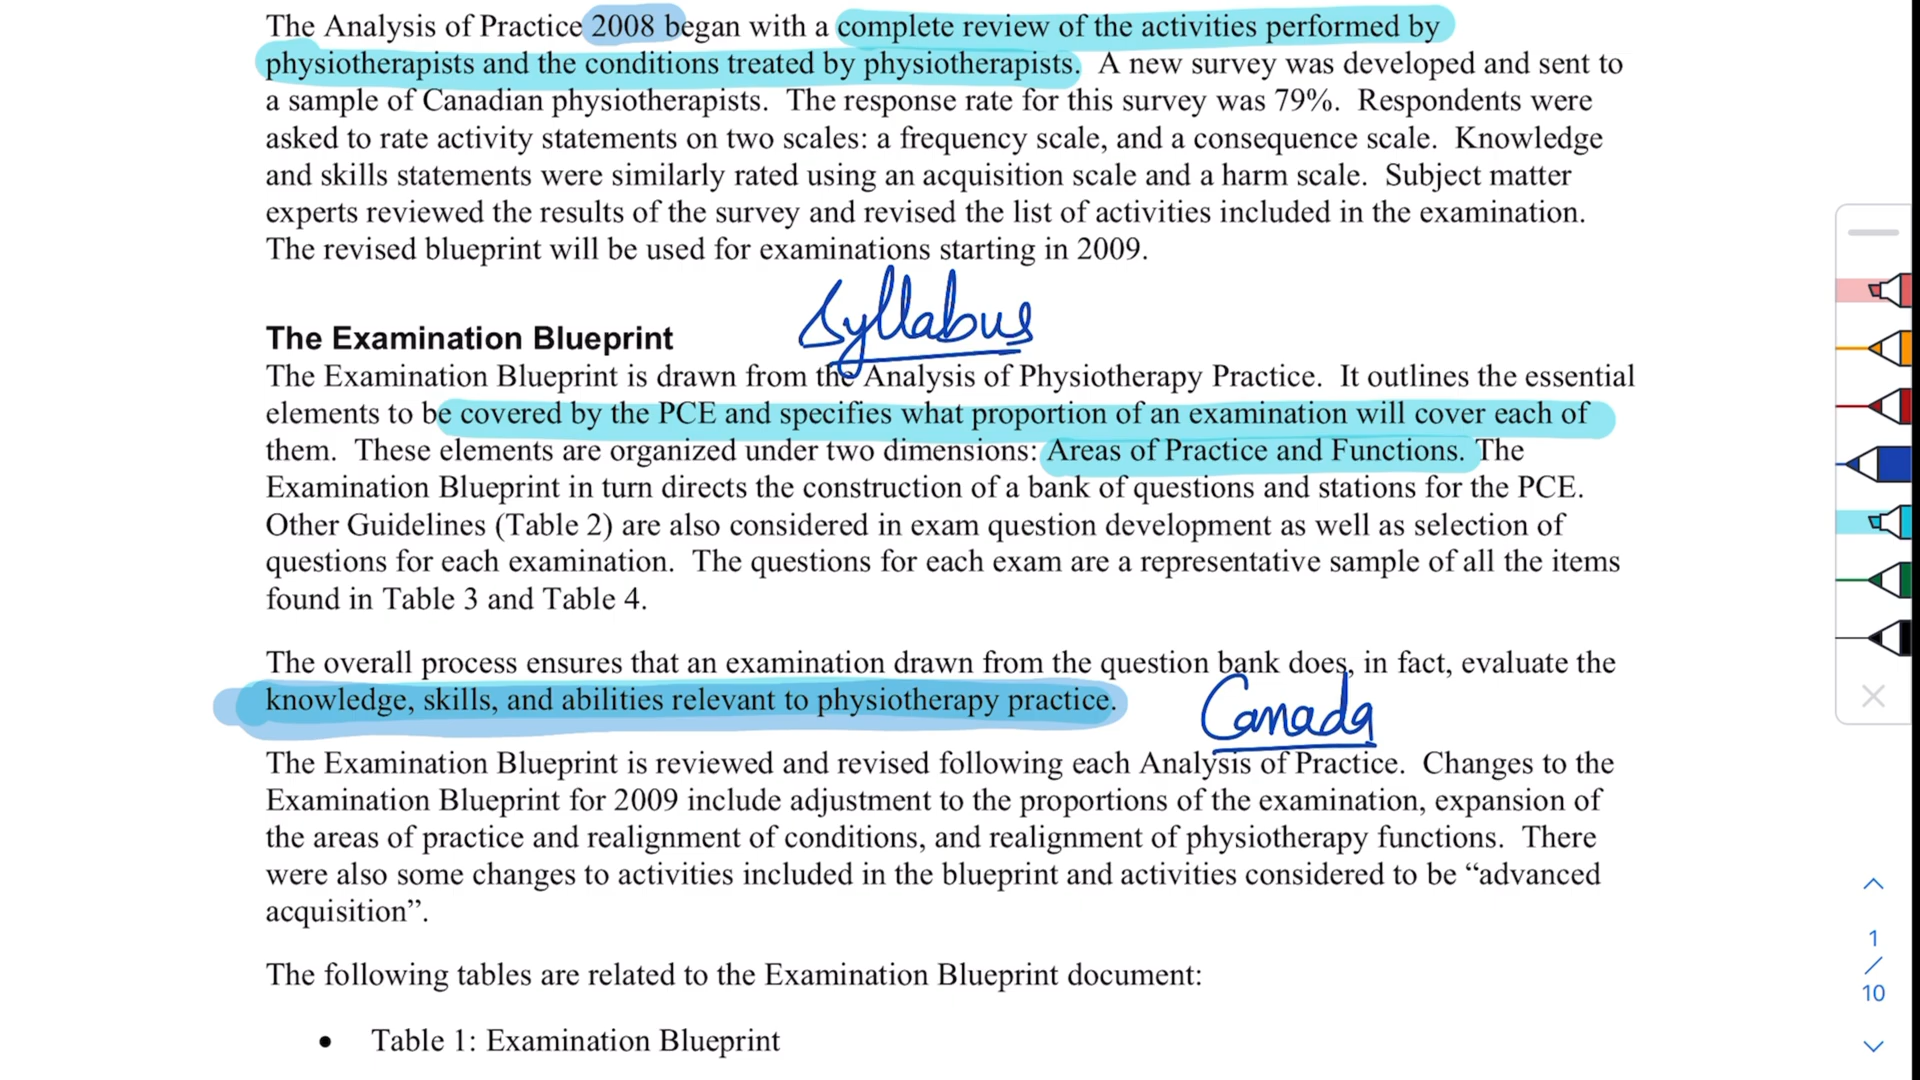 The Analysis of Practice 2008 began with a complete review of the activities performed by
physiotherapists and the conditions treated by physiotherapists.  A new survey was developed and sent to
a sample of Canadian physiotherapists.  The response rate for this survey was 79%.  Respondents were
asked to rate activity statements on two scales: a frequency scale, and a consequence scale.  Knowledge
and skills statements were similarly rated using an acquisition scale and a harm scale.  Subject matter
experts reviewed the results of the survey and revised the list of activities included in the examination.
The revised blueprint will be used for examinations starting in 2009.
Syllabus
The Examination Blueprint
The Examination Blueprint is drawn from the Analysis of Physiotherapy Practice.  It outlines the essential
elements to be covered by the PCE and specifies what proportion of an examination will cover each of
them.  These elements are organized under two dimensions: Areas of Practice and Functions. The
Examination Blueprint in turn directs the construction of a bank of questions and stations for the PCE.
Other Guidelines (Table 2) are also considered in exam question development as well as selection of
questions for each examination.  The questions for each exam are a representative sample of all the items
found in Table 3 and Table 4.
The overall process ensures that an examination drawn from the question bank does, in fact, evaluate the
knowledge, skills, and abilities relevant to physiotherapy practice.
Canada
The Examination Blueprint is reviewed and revised following each Analysis of Practice.  Changes to the
Examination Blueprint for 2009 include adjustment to the proportions of the examination, expansion of
the areas of practice and realignment of conditions, and realignment of physiotherapy functions.  There
were also some changes to activities included in the blueprint and activities considered to be “advanced
acquisition”.
The following tables are related to the Examination Blueprint document:
• Table 1: Examination Blueprint
1
/
10